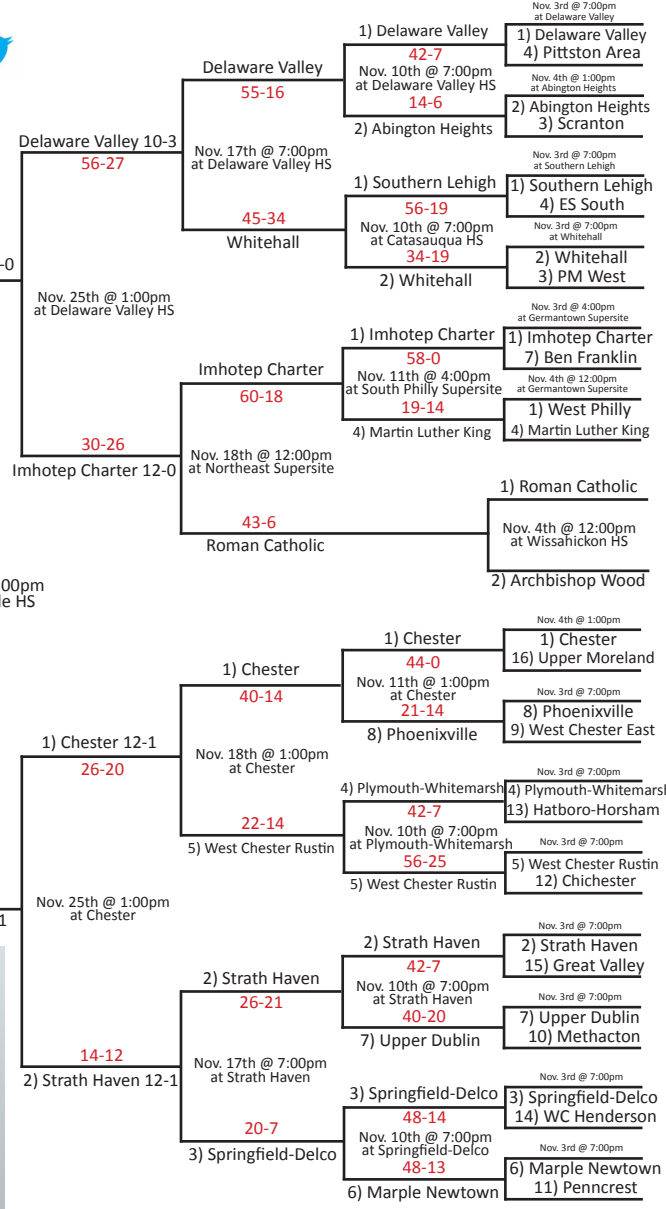 Nov. 3rd @ 7:00pm
at Delaware Valley
1) Delaware Valley
4) Pittston Area
1) Delaware Valley
42-7
Nov. 10th @ 7:00pm
at Delaware Valley HS
14-6
2) Abington Heights
Nov. 4th @ 1:00pm
at Abington Heights
2) Abington Heights
3) Scranton
Delaware Valley
55-16
Nov. 17th @ 7:00pm
at Delaware Valley HS
45-34
Whitehall
Delaware Valley 10-3
56-27
Nov. 3rd @ 7:00pm
at Southern Lehigh
1) Southern Lehigh
4) ES South
1) Southern Lehigh
56-19
Nov. 10th @ 7:00pm
at Catasauqua HS
34-19
2) Whitehall
Nov. 3rd @ 7:00pm
at Whitehall
2) Whitehall
3) PM West
-0
Nov. 25th @ 1:00pm
at Delaware Valley HS
Nov. 3rd @ 4:00pm
at Germantown Supersite
1) Imhotep Charter
7) Ben Franklin
1) Imhotep Charter
58-0
Nov. 11th @ 4:00pm
at South Philly Supersite
19-14
4) Martin Luther King
Nov. 4th @ 12:00pm
at Germantown Supersite
1) West Philly
4) Martin Luther King
Imhotep Charter
60-18
Nov. 18th @ 12:00pm
at Northeast Supersite
43-6
Roman Catholic
30-26
Imhotep Charter 12-0
1) Roman Catholic
Nov. 4th @ 12:00pm
at Wissahickon HS
2) Archbishop Wood
:00pm
le HS
Nov. 4th @ 1:00pm
1) Chester
16) Upper Moreland
1) Chester
44-0
Nov. 11th @ 1:00pm
at Chester
21-14
8) Phoenixville
Nov. 3rd @ 7:00pm
8) Phoenixville
9) West Chester East
1) Chester
40-14
Nov. 18th @ 1:00pm
at Chester
22-14
5) West Chester Rustin
1) Chester 12-1
26-20
Nov. 3rd @ 7:00pm
4) Plymouth-Whitemarsh
13) Hatboro-Horsham
4) Plymouth-Whitemarsh
42-7
Nov. 10th @ 7:00pm
at Plymouth-Whitemarsh
56-25
5) West Chester Rustin
Nov. 3rd @ 7:00pm
5) West Chester Rustin
12) Chichester
1
Nov. 25th @ 1:00pm
at Chester
Nov. 3rd @ 7:00pm
2) Strath Haven
15) Great Valley
2) Strath Haven
42-7
Nov. 10th @ 7:00pm
at Strath Haven
40-20
7) Upper Dublin
Nov. 3rd @ 7:00pm
7) Upper Dublin
10) Methacton
2) Strath Haven
26-21
Nov. 17th @ 7:00pm
at Strath Haven
20-7
3) Springfield-Delco
14-12
2) Strath Haven 12-1
Nov. 3rd @ 7:00pm
3) Springfield-Delco
14) WC Henderson
3) Springfield-Delco
48-14
Nov. 10th @ 7:00pm
at Springfield-Delco
48-13
6) Marple Newtown
Nov. 3rd @ 7:00pm
6) Marple Newtown
11) Penncrest